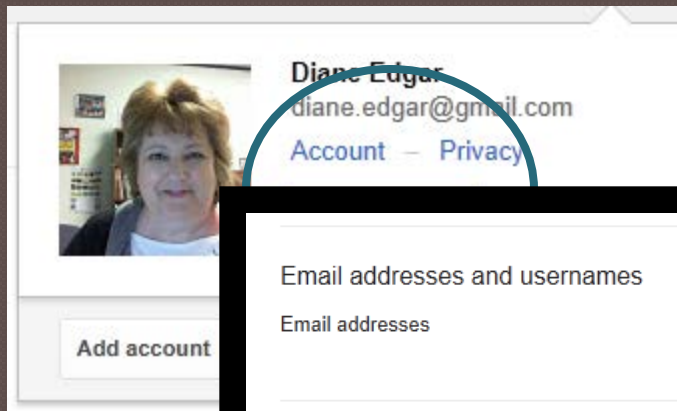 Diane Edgar
diane.edgar@gmail.com
Account – Privacy
Add account
Email addresses and usernames
Email addresses